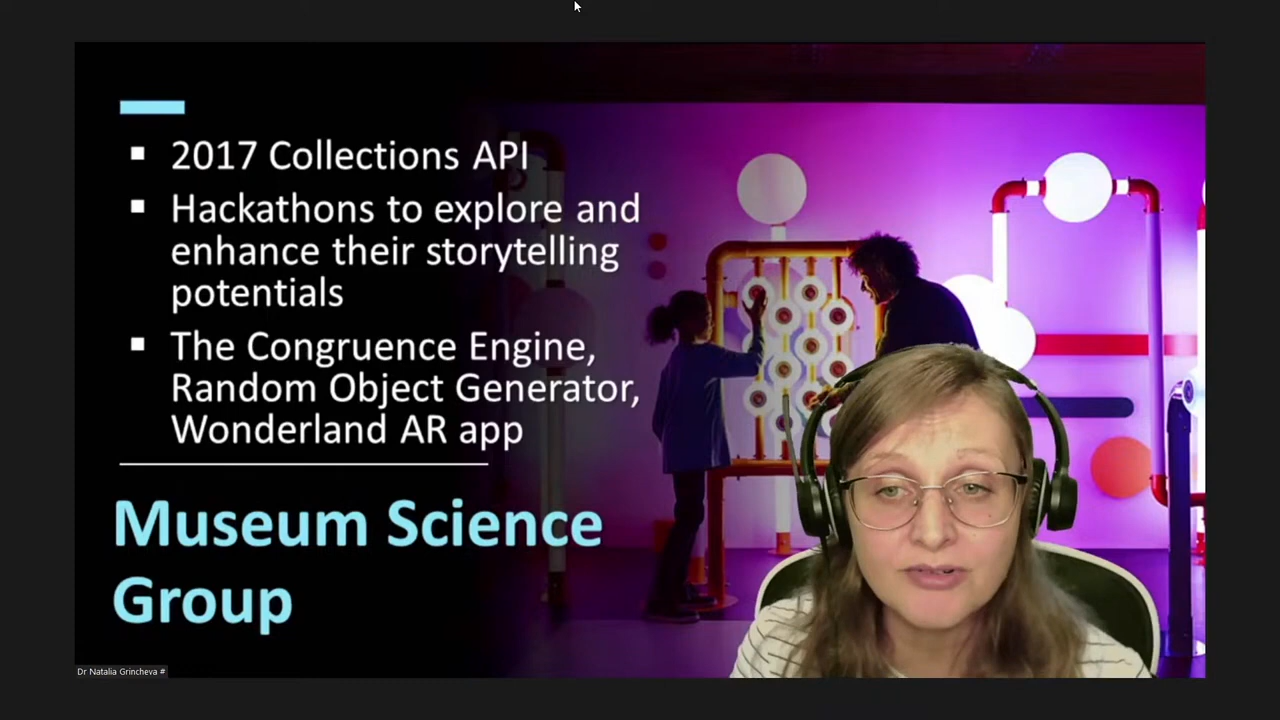 2017 Collections API
Hackathons to explore and
enhance their storytelling
potentials
The Congruence Engine,
Random Object Generator,
Wonderland AR app
Museum Science
Group
Dr Natalia Grincheva #